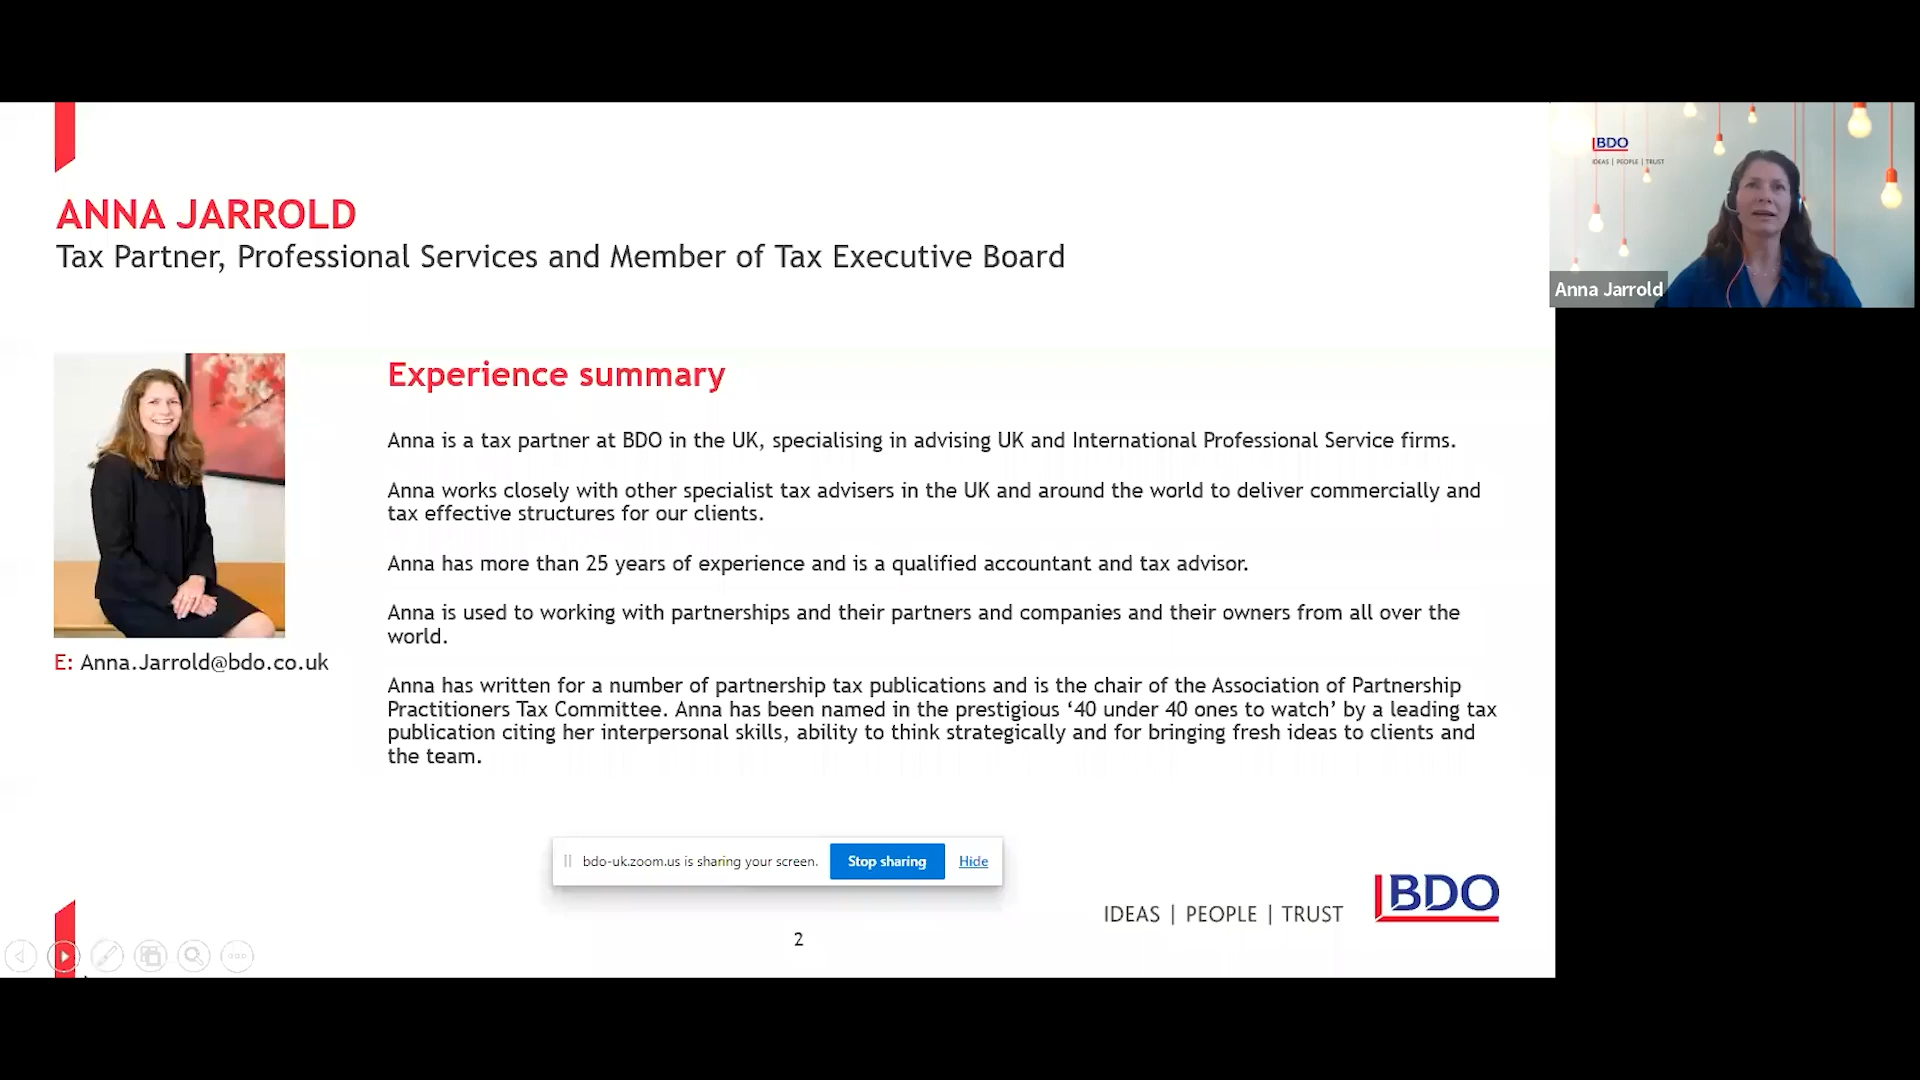 ANNA JARROLD
Tax Partner, Professional Services and Member of Tax Executive Board
BDO
IDEAS | PEOPLE | TRUST
Anna Jarrold
Experience summary
Anna is a tax partner at BDO in the UK, specialising in advising UK and International Professional Service firms.
Anna works closely with other specialist tax advisers in the UK and around the world to deliver commercially and
tax effective structures for our clients.
Anna has more than 25 years of experience and is a qualified accountant and tax advisor.
Anna is used to working with partnerships and their partners and companies and their owners from all over the
world.
E: Anna.Jarrold@bdo.co.uk
Anna has written for a number of partnership tax publications and is the chair of the Association of Partnership
Practitioners Tax Committee. Anna has been named in the prestigious ‘40 under 40 ones to watch’ by a leading tax
publication citing her interpersonal skills, ability to think strategically and for bringing fresh ideas to clients and
the team.
bdo-uk.zoom.us is sharing your screen. Stop sharing Hide
IDEAS | PEOPLE | TRUST BDO
2